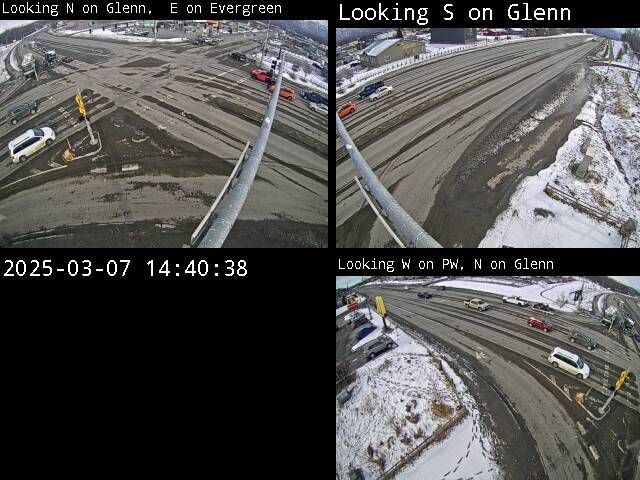 Looking N on Glenn,  E on Evergreen
Looking S on Glenn
2025-03-07 14:40:38
Looking W on PW, N on Glenn